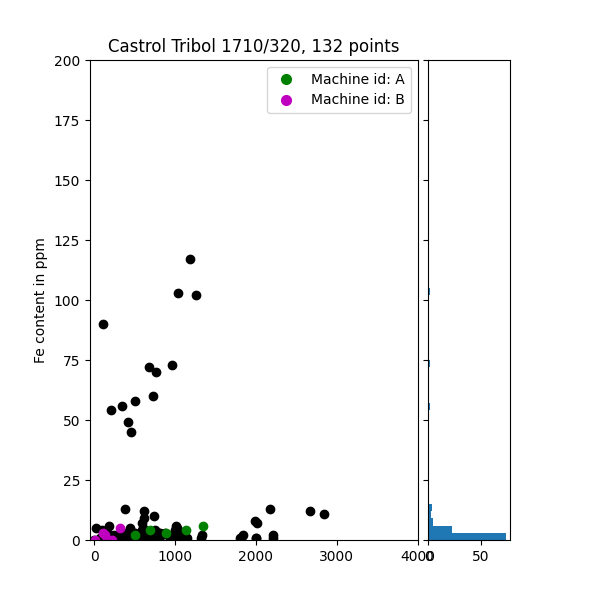 Castrol Tribol 1710/320, 132 points
200
175
150
125
100
75
50
25
0
Fe content in ppm
Machine id: A
Machine id: B
0 1000 2000 3000 4000
0 50